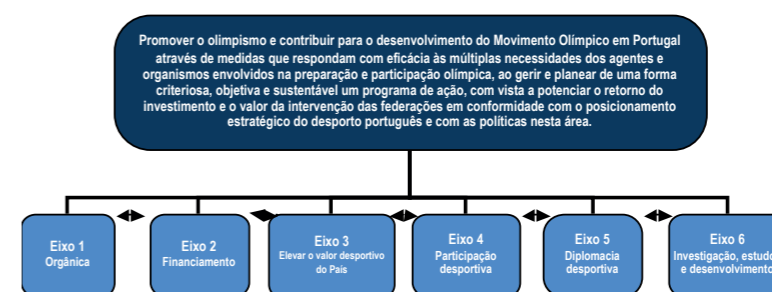 Promover o olimpismo e contribuir para o desenvolvimento do Movimento Olímpico em Portugal
através de medidas que respondam com eficácia às múltiplas necessidades dos agentes e
organismos envolvidos na preparação e participação olímpica, ao gerir e planear de uma forma
criteriosa, objetiva e sustentável um programa de ação, com vista a potenciar o retorno do
investimento e o valor da intervenção das federações em conformidade com o posicionamento
estratégico do desporto português e com as políticas nesta área.
Eixo 1
Orgânica
Eixo 2
Financiamento
Eixo 3
Elevar o valor desportivo
do País
Eixo 4
Participação
desportiva
Eixo 5
Diplomacia
desportiva
Eixo 6
Investigação, estudo
e desenvolvimento